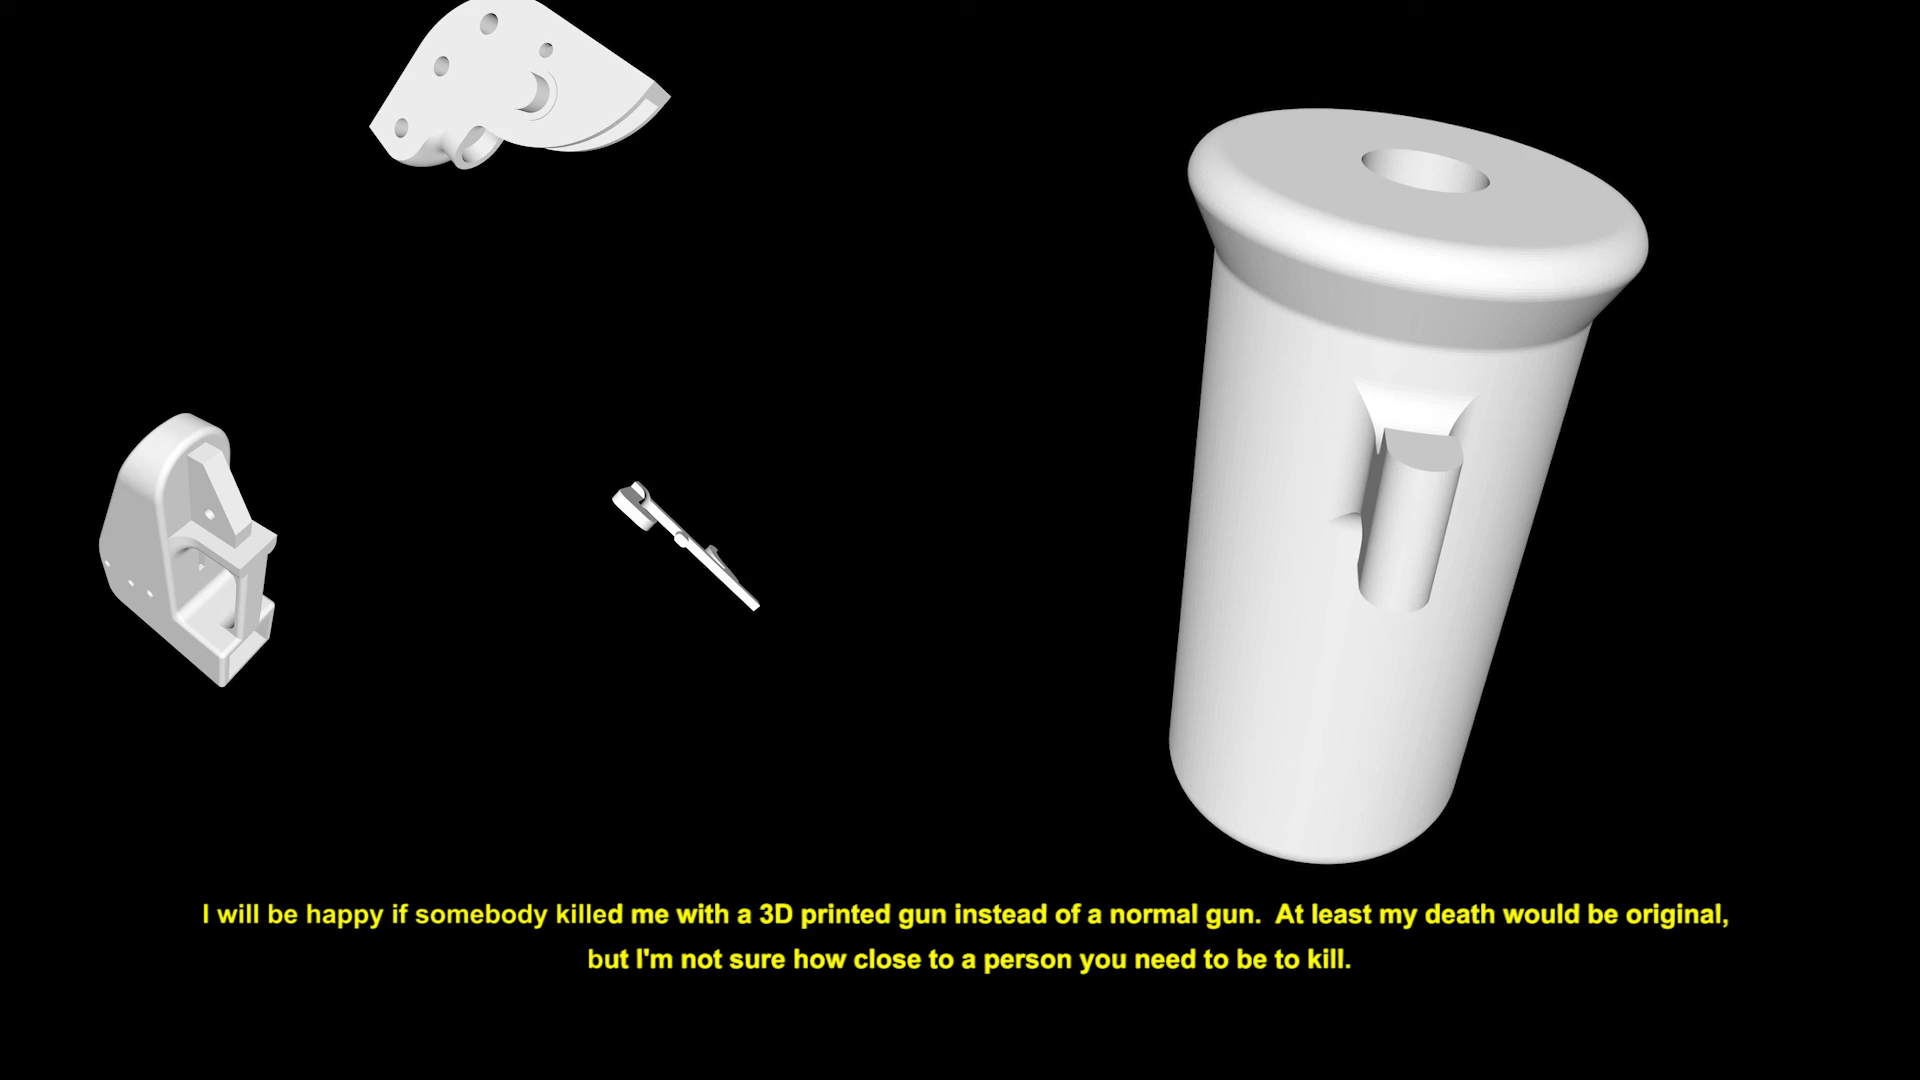 I will be happy if somebody killed me with a 3D printed gun instead of a normal gun.  At least my death would be original,
but I'm not sure how close to a person you need to be to kill.